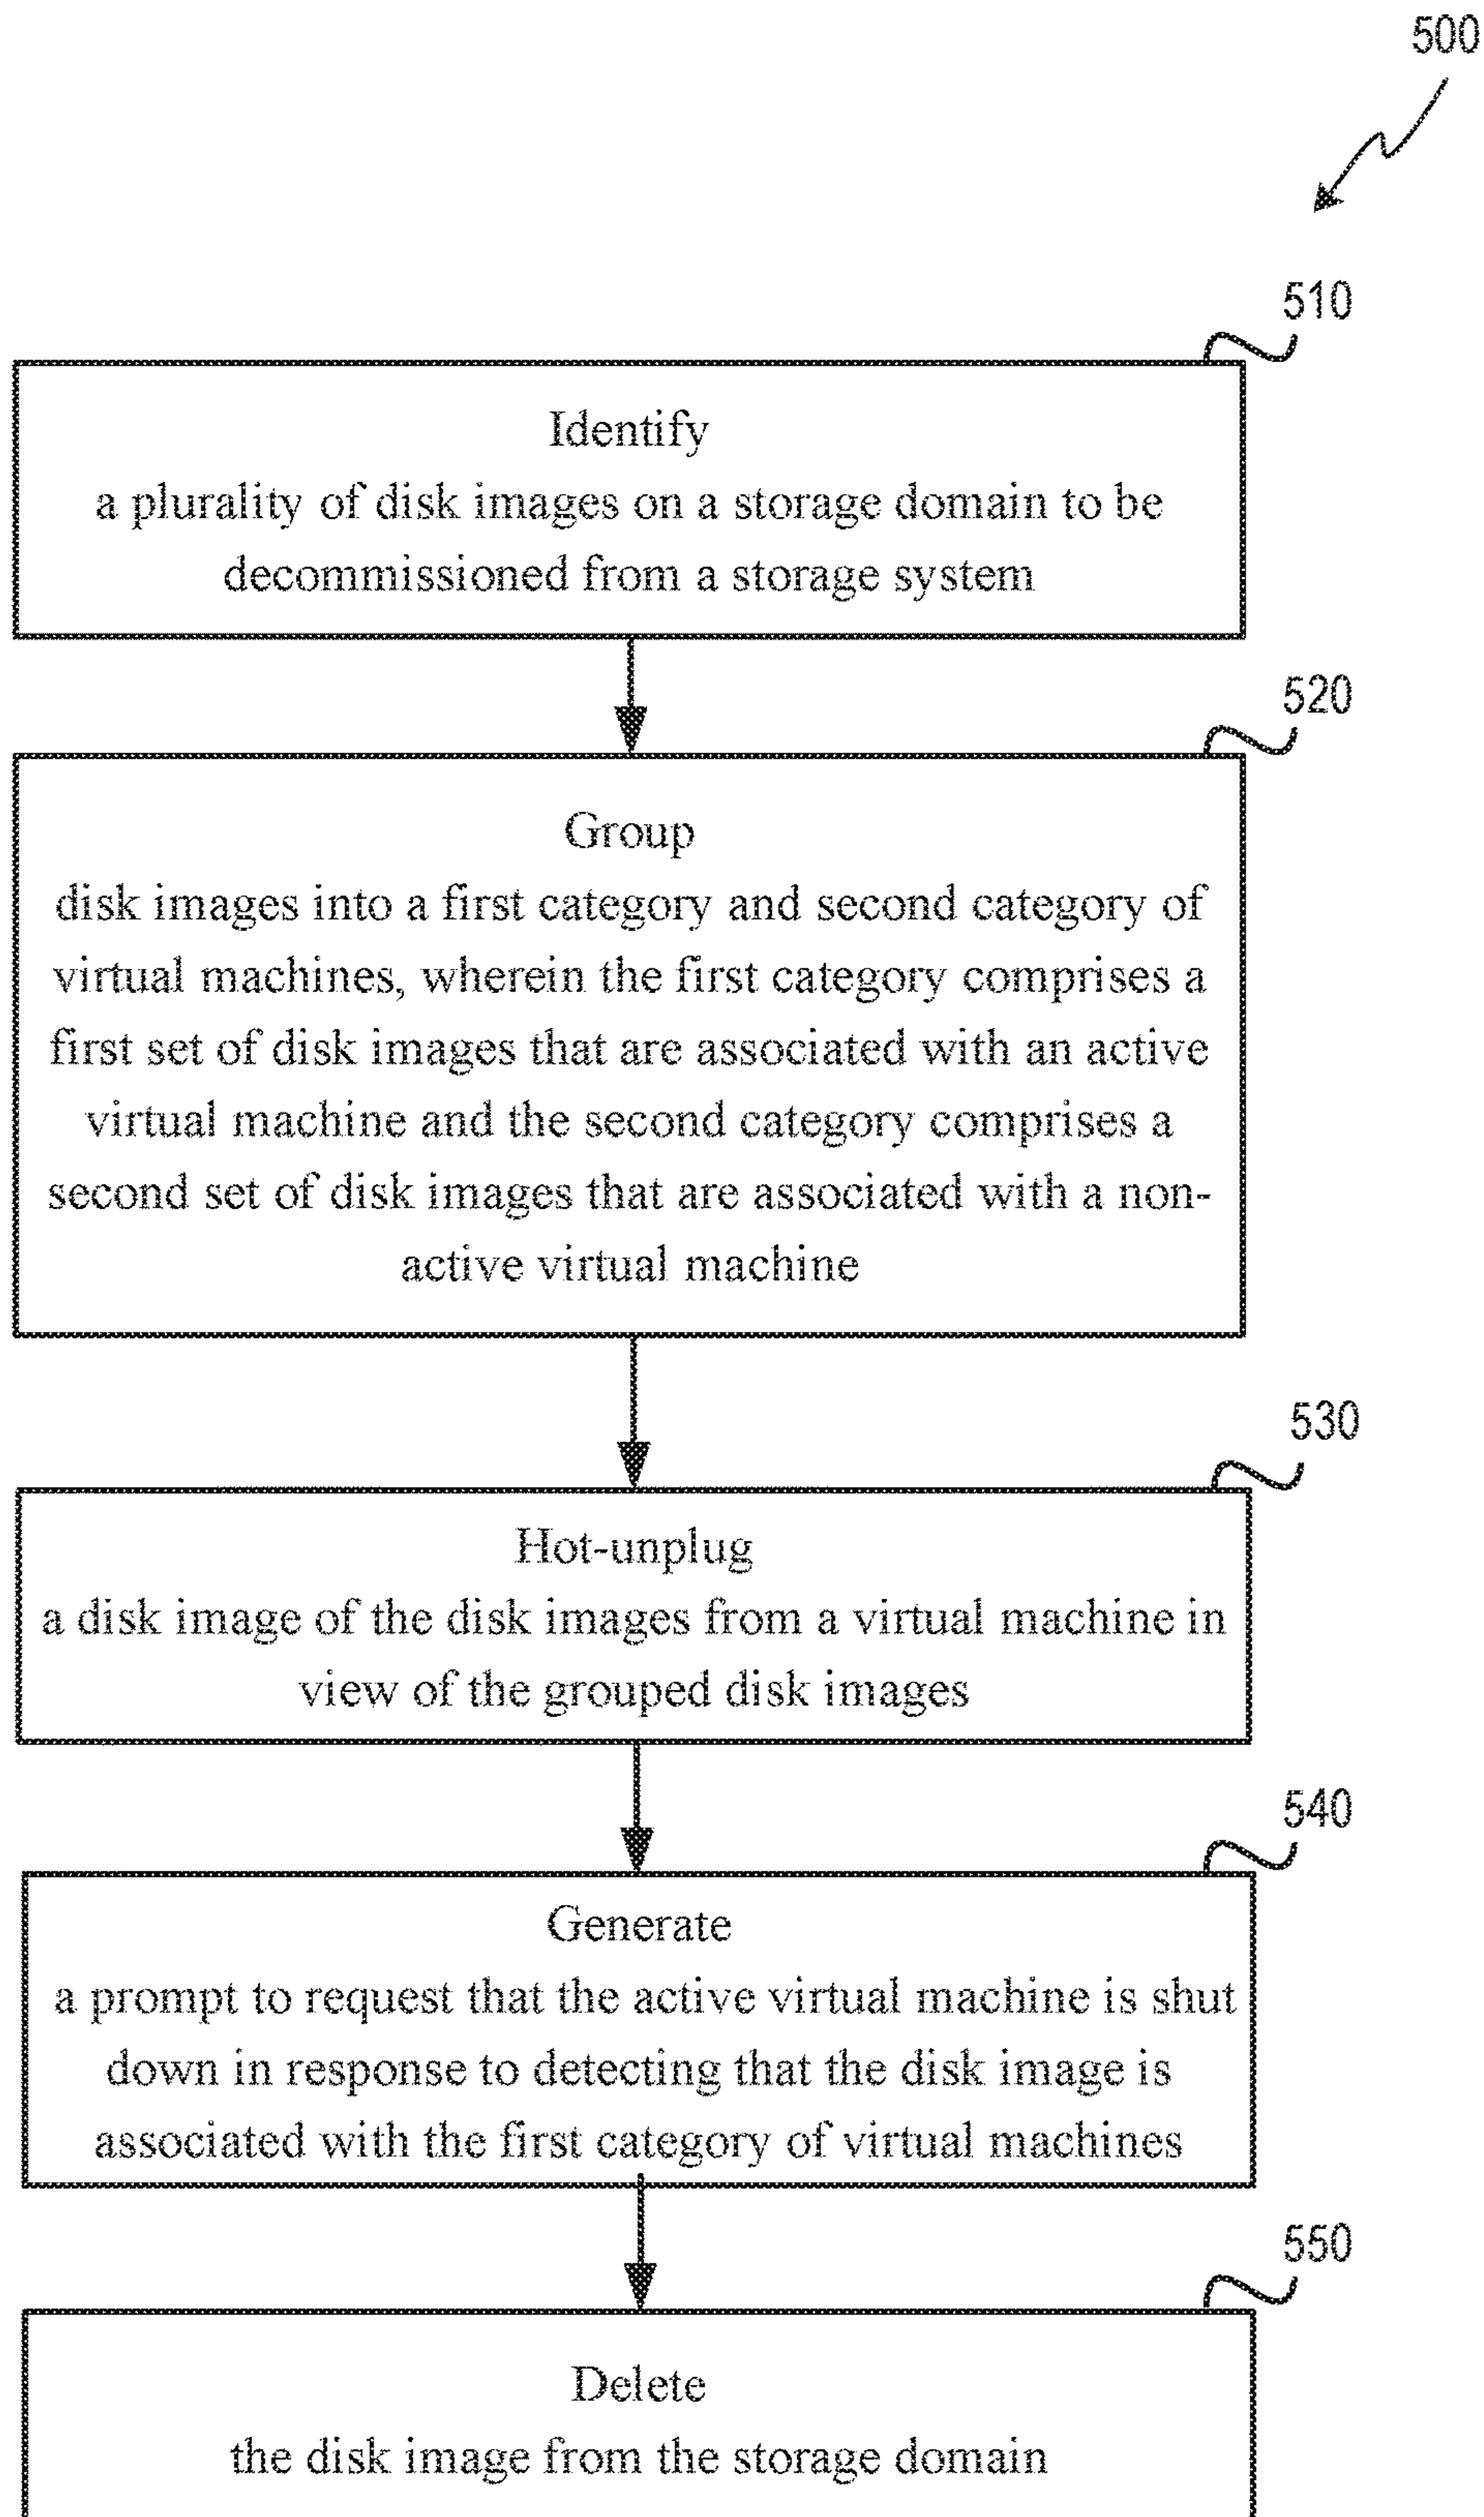 500
510
Identify
a plurality of disk images on a storage domain to be
decommissioned from a storage system
520
Group
disk images into a first category and second category of
virtual machines, wherein the first category comprises a
first set of disk images that are associated with an active
virtual machine and the second category comprises a
second set of disk images that are associated with a non-
active virtual machine
530
Hot-unplug
a disk image of the disk images from a virtual machine in
view of the grouped disk images
540
Generate
a prompt to request that the active virtual machine is shut
down in response to detecting that the disk image is
associated with the first category of virtual machines
550
Delete
the disk image from the storage domain